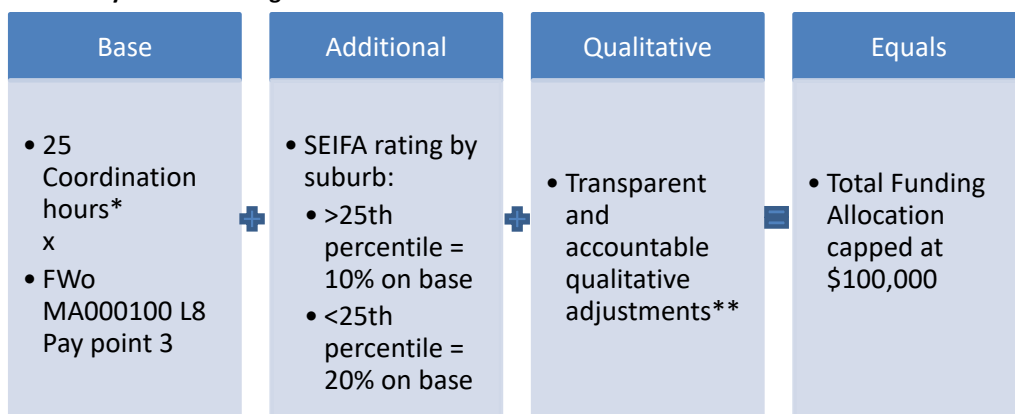 Base
• 25
Coordination
hours*
x
• FWo
MA000100 L8
Pay point 3
Additional
• SEIFA rating by
suburb:
• >25th
percentile =
10% on base
• <25th
percentile =
20% on base
Qualitative
• Transparent
and
accountable
qualitative
adjustments**
Equals
• Total Funding
Allocation
capped at
$100,000